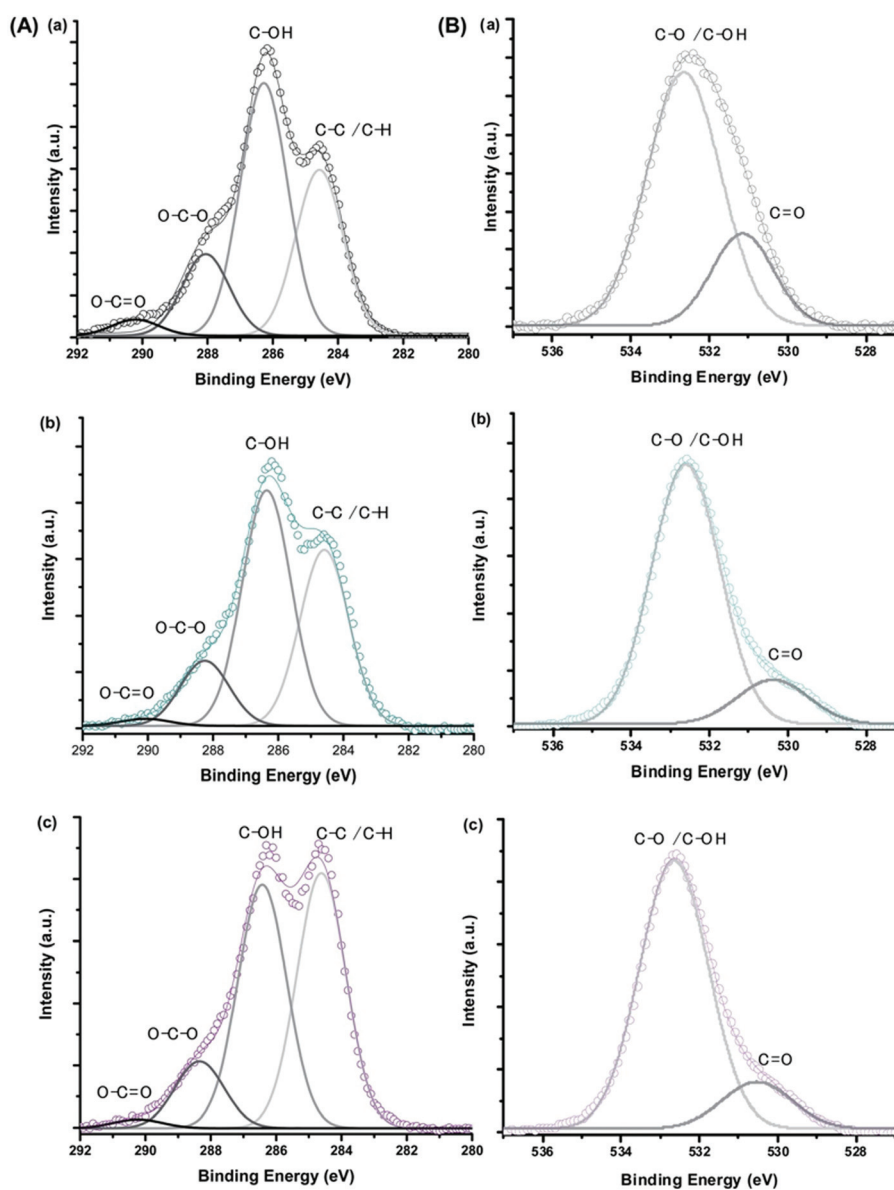 (A)
(a)
C-OH
C-C /C-H
O-C-O
O-C=O
Intensity (a.u.)
292 290 288 286 284 282 280
Binding Energy (eV)
(B)
(a)
C-O /C-OH
C=O
Intensity (a.u.)
536 534 532 530 528
Binding Energy (eV)
(b)
C-OH
C-C /C-H
O-C-O
O-C=O
Intensity (a.u.)
292 290 288 286 284 282 280
Binding Energy (eV)
(b)
C-O /C-OH
C=O
Intensity (a.u.)
536 534 532 530 528
Binding Energy (eV)
(c)
C-OH
C-C /C-H
O-C-O
O-C=O
Intensity (a.u.)
292 290 288 286 284 282 280
Binding Energy (eV)
(c)
C-O /C-OH
C=O
Intensity (a.u.)
536 534 532 530 528
Binding Energy (eV)